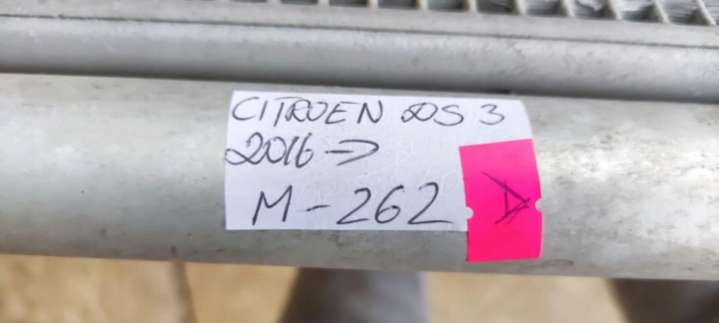 CITROEN DS 3
2016 →
M-262
A